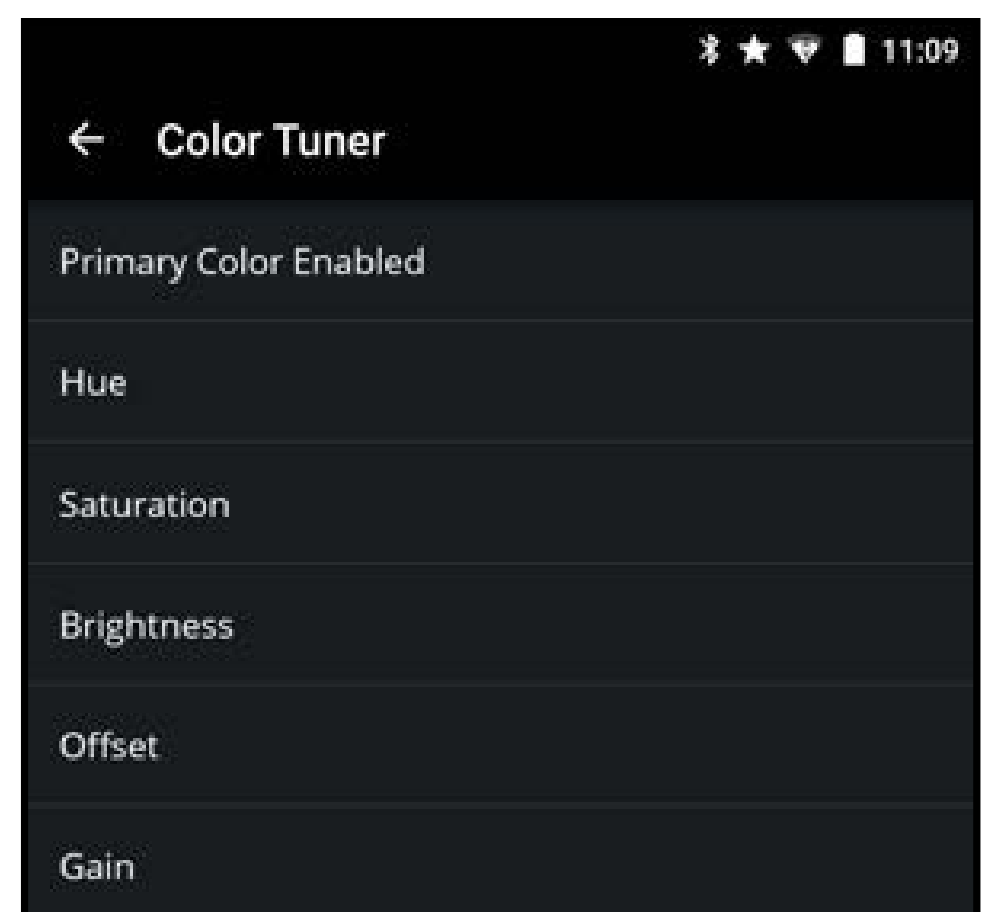 11:09
Color Tuner
Primary Color Enabled
Hue
Saturation
Brightness
Offset
Gain